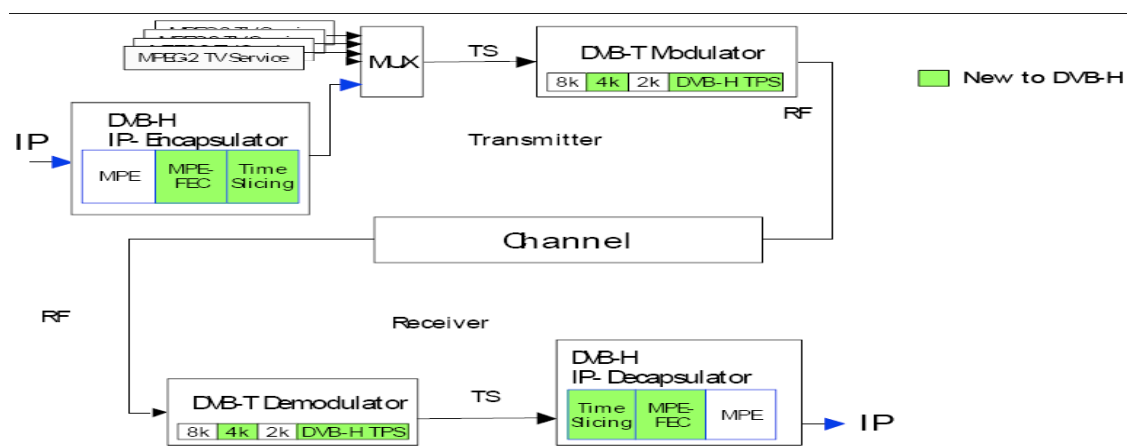 MPEG-2 TV Service
MUX
TS
DVB-T Modulator
8k 4k 2k DVB-H TPS
New to DVB-H
RF
IP
DVB-H
IP- Encapsulator
MPE
MPE-
FEC
Time
Slicing
Transmitter
Channel
RF
Receiver
DVB-T Demodulator
8k 4k 2k DVB-H TPS
TS
DVB-H
IP- Decapsulator
Time
Slicing
MPE-
FEC
MPE
IP